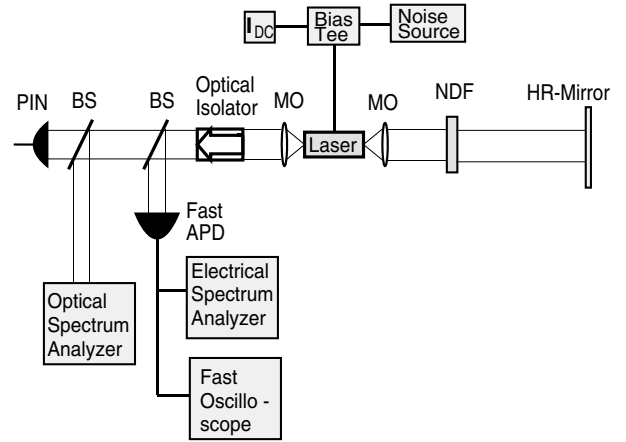 I DC
Bias
Tee
Noise
Source
PIN
BS
BS
Optical
Isolator
MO
Laser
MO
NDF
HR-Mirror
Fast
APD
Optical
Spectrum
Analyzer
Electrical
Spectrum
Analyzer
Fast
Oscillo -
scope